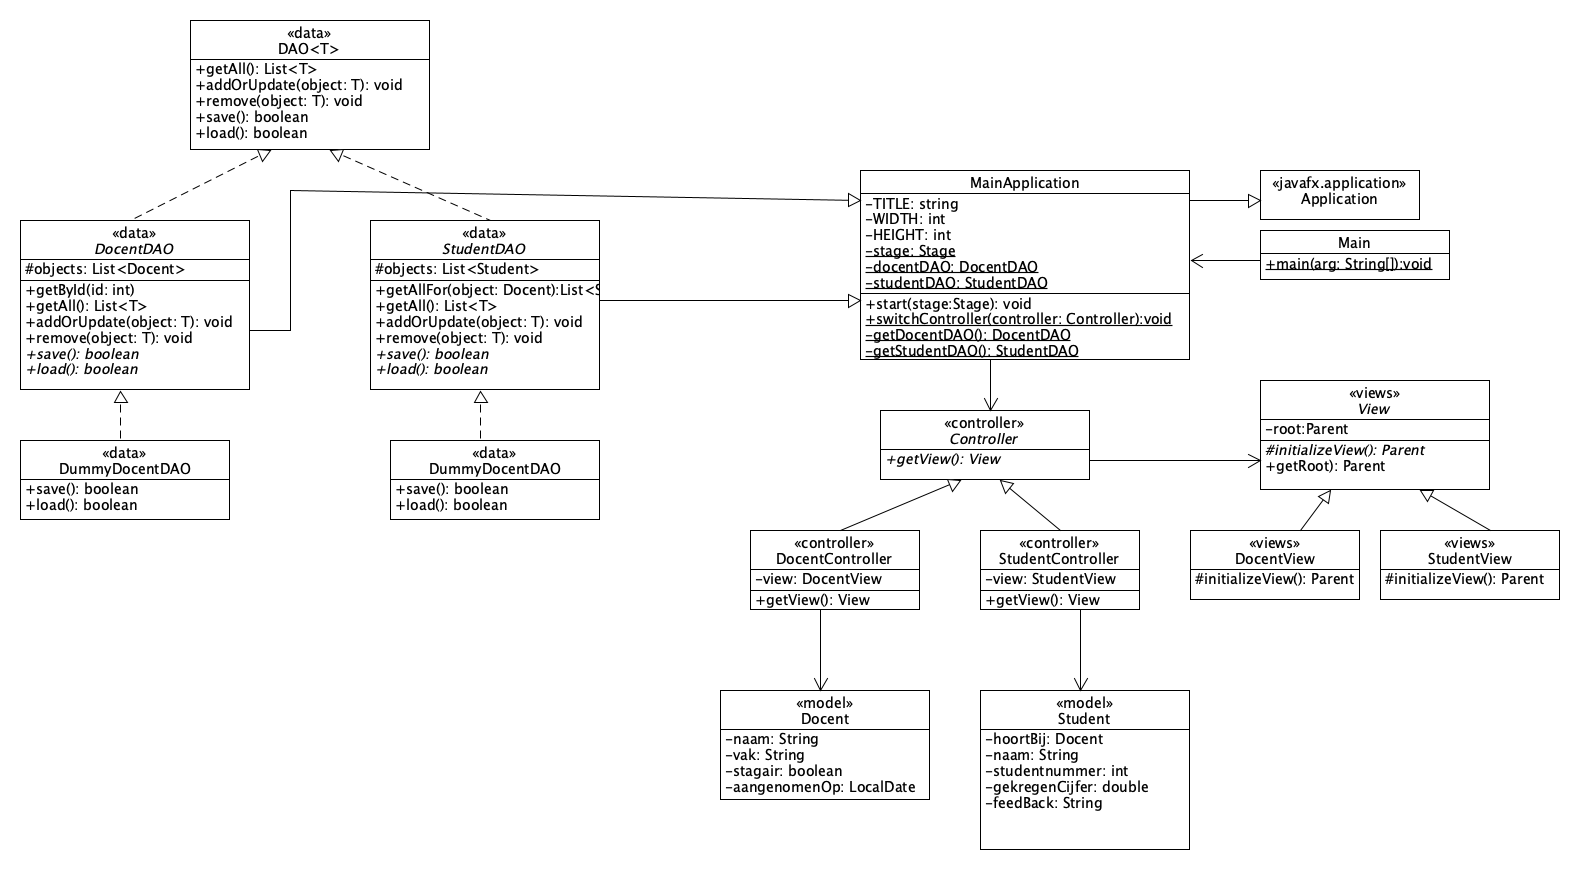 «data»
DAO<T>
+getAll(): List<T>
+addOrUpdate(object: T): void
+remove(object: T): void
+save(): boolean
+load(): boolean
«data»
DocentDAO
#objects: List<Docent>
+getById(id: int)
+getAll(): List<T>
+addOrUpdate(object: T): void
+remove(object: T): void
+save(): boolean
+load(): boolean
«data»
StudentDAO
#objects: List<Student>
+getAllFor(object: Docent):List<S
+getAll(): List<T>
+addOrUpdate(object: T): void
+remove(object: T): void
+save(): boolean
+load(): boolean
«data»
DummyDocentDAO
+save(): boolean
+load(): boolean
«data»
DummyDocentDAO
+save(): boolean
+load(): boolean
MainApplication
-TITLE: string
-WIDTH: int
-HEIGHT: int
-stage: Stage
-docentDAO: DocentDAO
-studentDAO: StudentDAO
+start(stage:Stage): void
+switchController(controller: Controller):void
-getDocentDAO(): DocentDAO
-getStudentDAO(): StudentDAO
«javafx.application»
Application
Main
+main(arg: String[]):void
«controller»
Controller
+getView(): View
«views»
View
-root:Parent
#initializeView(): Parent
+getRoot): Parent
«controller»
DocentController
-view: DocentView
+getView(): View
«controller»
StudentController
-view: StudentView
+getView(): View
«views»
DocentView
#initializeView(): Parent
«views»
StudentView
#initializeView(): Parent
«model»
Docent
-naam: String
-vak: String
-stagair: boolean
-aangenomenOp: LocalDate
«model»
Student
-hoortBij: Docent
-naam: String
-studentnummer: int
-gekregenCijfer: double
-feedBack: String